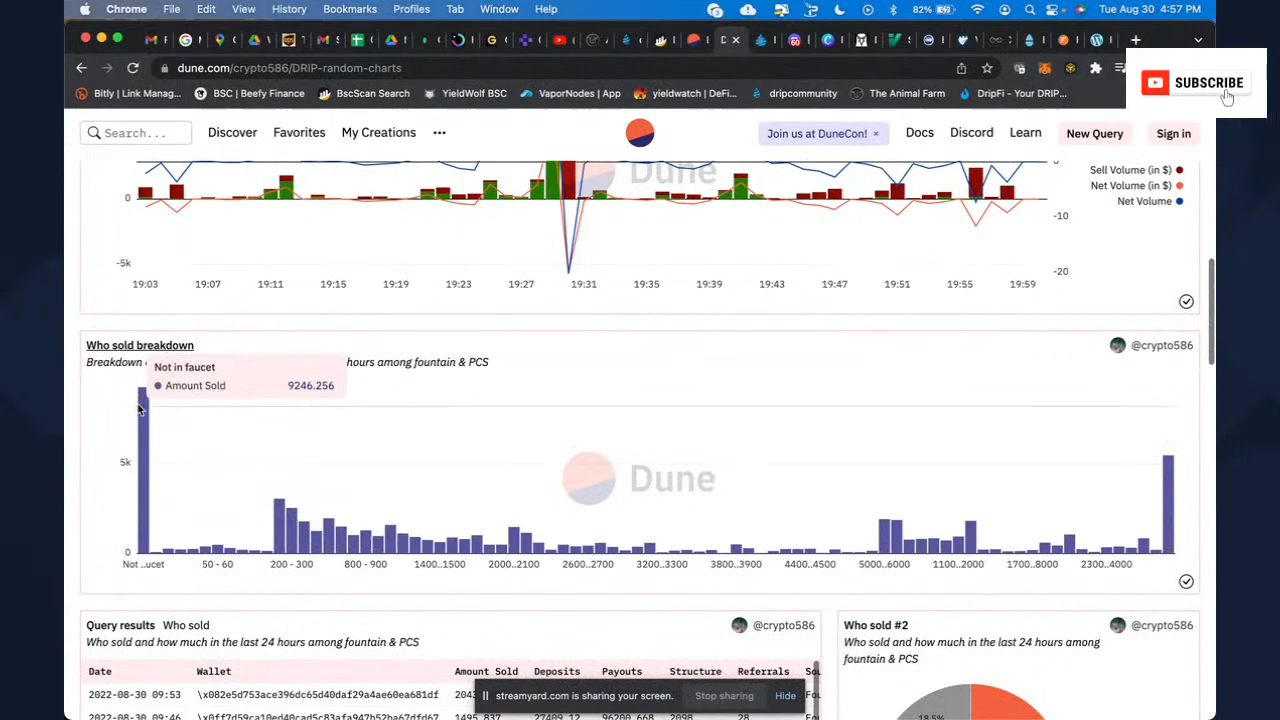 Chrome File Edit View History Bookmarks Profiles Tab Window Help 82% Tue Aug 30 4:57 PM
dune.com/crypto586/DRIP-random-charts
SUBSCRIBE
Bitly | Link Manag... BSC | Beefy Finance BscScan Search YieldWolf BSC VaporNodes | App yieldwatch | /farm dripcommunity The Animal Farm DripFi - Your DRIP...
Search... Discover Favorites My Creations ••• Join us at DuneCon! × Docs Discord Learn New Query Sign in
Dune
Sell Volume (in $)
Net Volume (in $)
Net Volume
0
0
-10
-5k
-20
19:03 19:07 19:11 19:15 19:19 19:23 19:27 19:31 19:35 19:39 19:43 19:47 19:51 19:55 19:59
Who sold breakdown @crypto586
Breakdown hours among fountain & PCS
Not in faucet
Amount Sold 9246.256
5k
Dune
0
Not ..ucet 50 - 60 200 - 300 800 - 900 1400.1500 2000..2100 2600..2700 3200..3300 3800..3900 4400..4500 5000..6000 1100..2000 1700..8000 2300..4000
Query results Who sold @crypto586
Who sold and how much in the last 24 hours among fountain & PCS
Who sold #2 @crypto586
Who sold and how much in the last 24 hours among
fountain & PCS
Date Wallet Amount Sold Deposits Payouts Structure Referrals
2022-08-30 09:53 \x082e5d753ace396dc65d40daf29a4ae60ea681df
streamyard.com is sharing your screen. Stop sharing Hide
18.5%